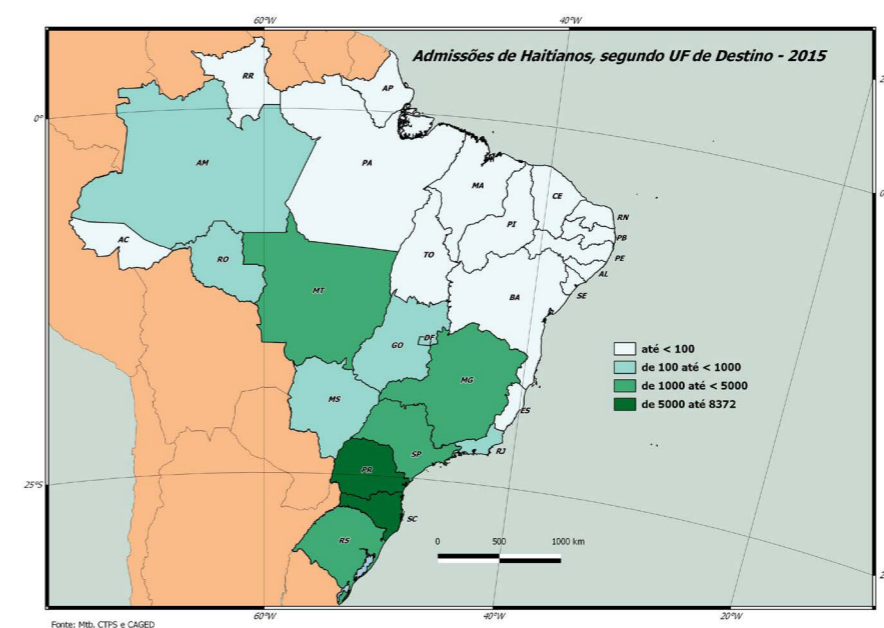 60°W
40°W
Admissões de Haitianos, segundo UF de Destino - 2015
RR
AP
0°
AM
PA
MA
CE
RN
PI
PB
PE
AC
TO
AL
RO
SE
BA
MT
DF
GO
até < 100
de 100 até < 1000
de 1000 até < 5000
de 5000 até 8372
MG
MS
ES
SP
RJ
PR
25°S
SC
RS
0
500
1000 km
60°W
40°W
20°W
Fonte: Mtb, CTPS e CAGED